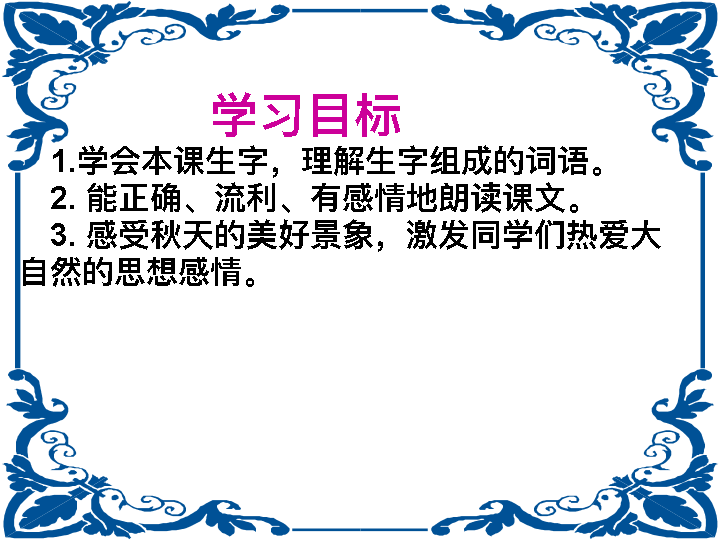 学习目标
1.学会本课生字，理解生字组成的词语。
2. 能正确、流利、有感情地朗读课文。
3. 感受秋天的美好景象，激发同学们热爱大
自然的思想感情。